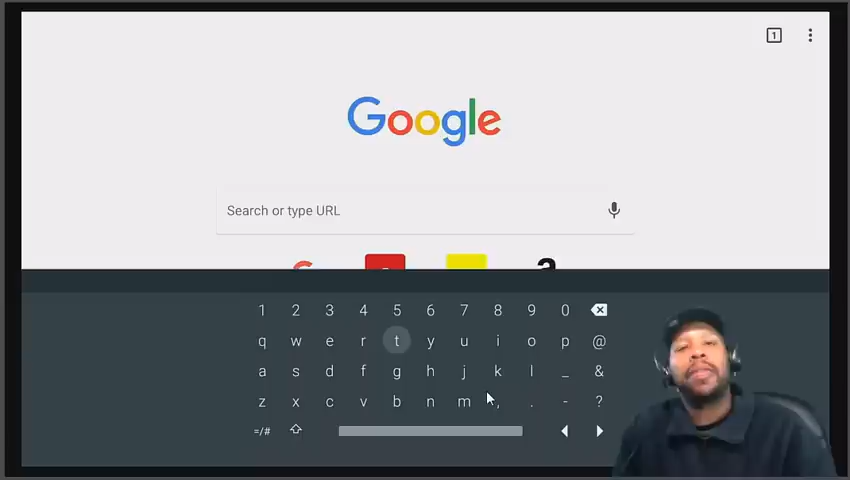 1
Google
Search or type URL
a
1 2 3 4 5 6 7 8 9 0
q w e r t y u i o p @
a s d f g h j k l _ &
z x c v b n m , . - ?
=/#